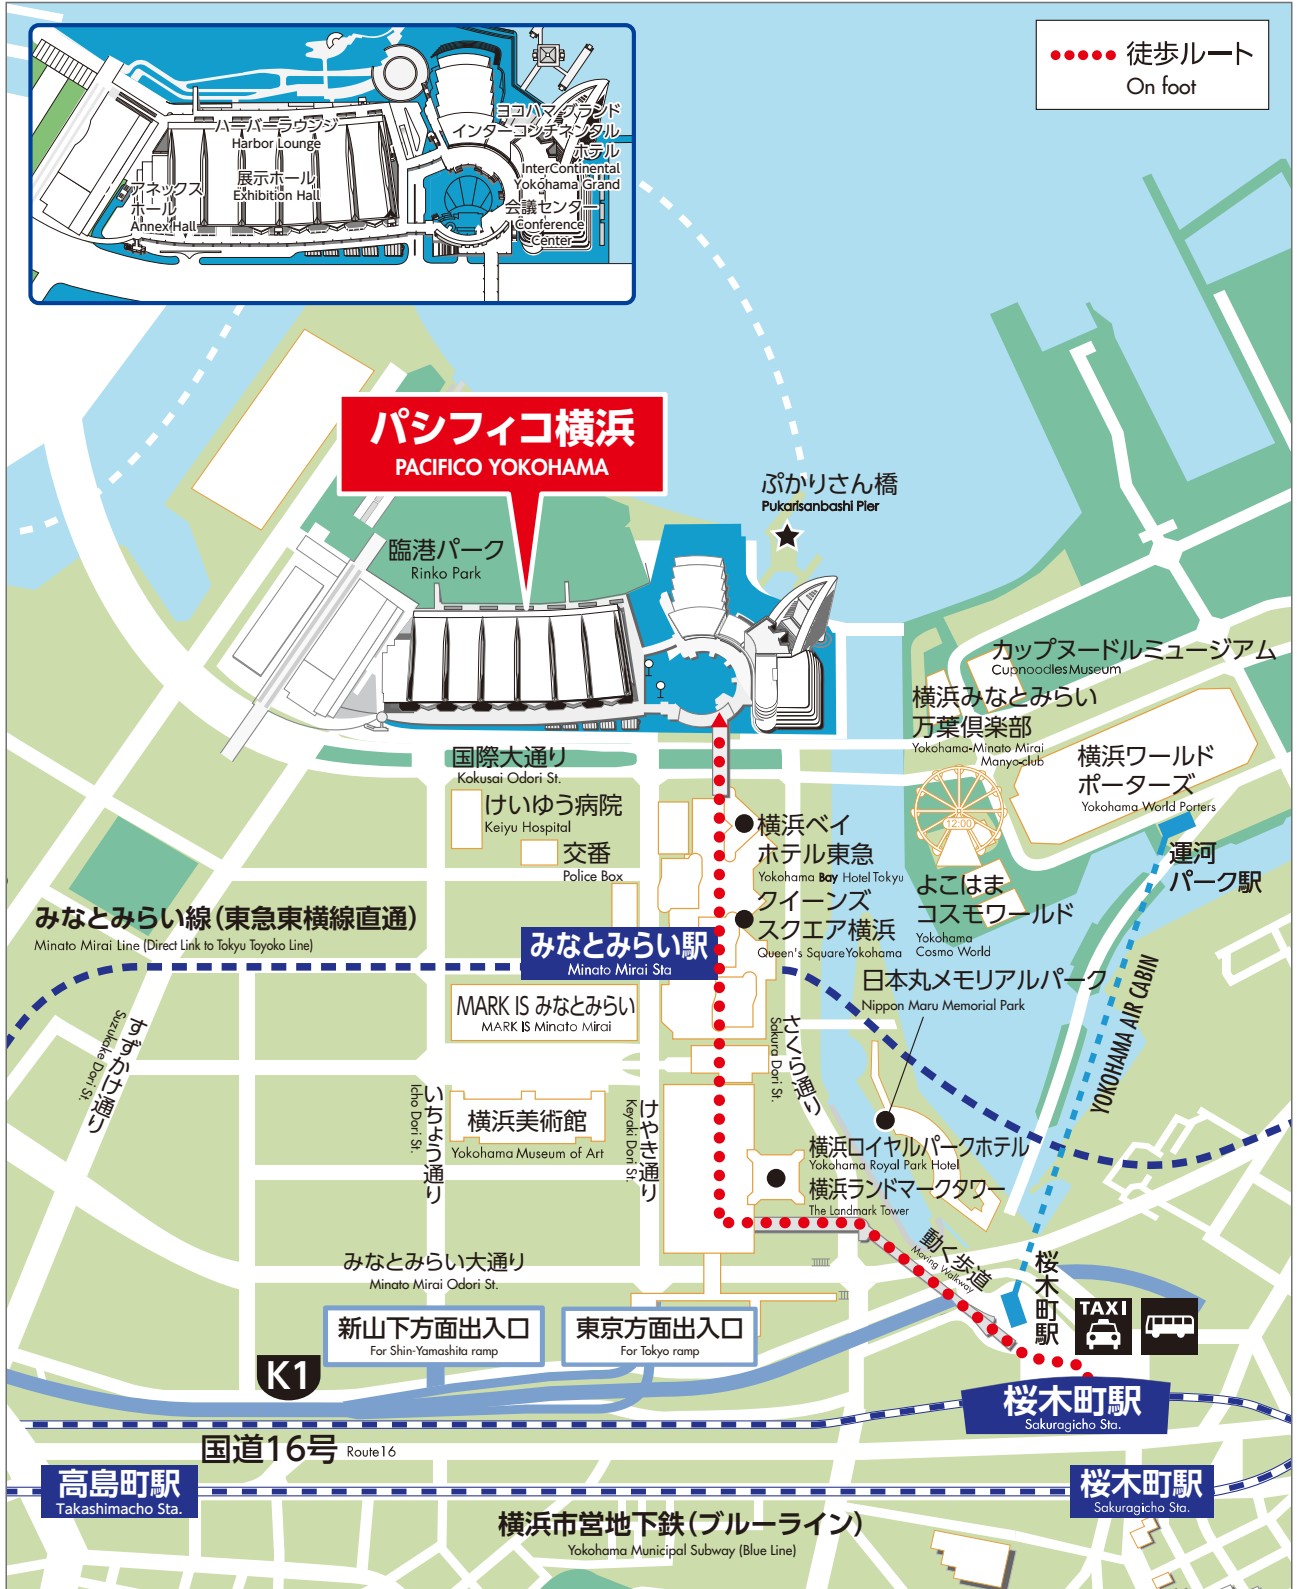 徒歩ルート
On foot
ハーバーラウンジ
Harbor Lounge
展示ホール
Exhibition Hall
アネックス
ホール
Annex Hall
ヨコハマ グランド
インターコンチネンタル
ホテル
InterContinental
Yokohama Grand
会議センター
Conference
Center
パシフィコ横浜
PACIFICO YOKOHAMA
臨港パーク
Rinko Park
ぷかりさん橋
Pukarisanbashi Pier
カップヌードルミュージアム
Cupnoodles Museum
横浜みなとみらい
万葉倶楽部
Yokohama-Minato Mirai
Manyo-club
横浜ワールド
ポーターズ
Yokohama World Porters
国際大通り
Kokusai Odori St.
けいゆう病院
Keiyu Hospital
交番
Police Box
横浜ベイ
ホテル東急
Yokohama Bay Hotel Tokyu
クイーンズ
スクエア横浜
Queen's Square Yokohama
12:00
よこはま
コスモワールド
Yokohama
Cosmo World
運河
パーク駅
みなとみらい線(東急東横線直通)
Minato Mirai Line (Direct Link to Tokyu Toyoko Line)
みなとみらい駅
Minato Mirai Sta
MARK IS みなとみらい
MARK IS Minato Mirai
日本丸メモリアルパーク
Nippon Maru Memorial Park
YOKOHAMA AIR CABIN
すずかけ通り
Suzukake Dori St.
いちょう通り
Icho Dori St.
横浜美術館
Yokohama Museum of Art
けやき通り
Keyaki Dori St.
さくら通り
Sakura Dori St.
横浜ロイヤルパークホテル
Yokohama Royal Park Hotel
横浜ランドマークタワー
The Landmark Tower
動く歩道
Moving Walkway
桜木町駅
TAXI
みなとみらい大通り
Minato Mirai Odori St.
新山下方面出入口
For Shin-Yamashita ramp
東京方面出入口
For Tokyo ramp
K1
桜木町駅
Sakuragicho Sta.
国道16号
Route16
高島町駅
Takashimacho Sta.
桜木町駅
Sakuragicho Sta.
横浜市営地下鉄(ブルーライン)
Yokohama Municipal Subway (Blue Line)